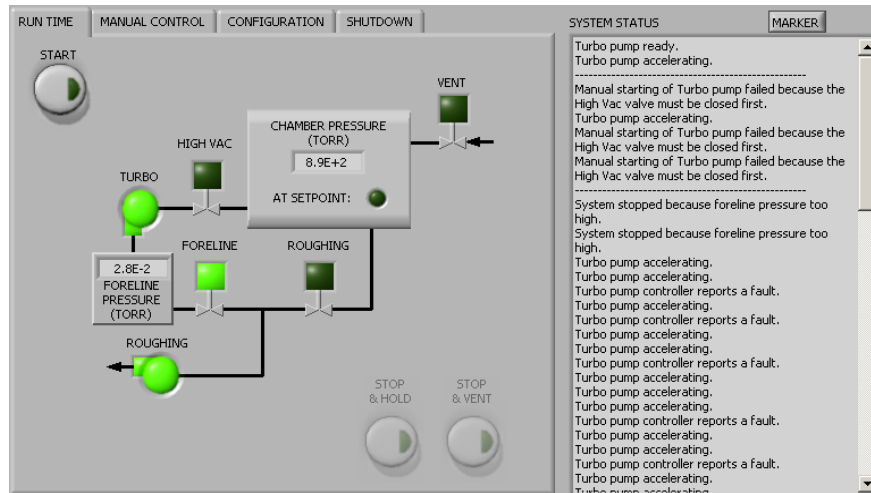 RUN TIME
MANUAL CONTROL
CONFIGURATION
SHUTDOWN
START
VENT
CHAMBER PRESSURE
(TORR)
8.9E+2
AT SETPOINT:
HIGH VAC
TURBO
FORELINE
ROUGHING
2.8E-2
FORELINE
PRESSURE
(TORR)
ROUGHING
STOP
& HOLD
STOP
& VENT
SYSTEM STATUS
MARKER
Turbo pump ready.
Turbo pump accelerating.
------------------------------------------------
Manual starting of Turbo pump failed because the
High Vac valve must be closed first.
Turbo pump accelerating.
Manual starting of Turbo pump failed because the
High Vac valve must be closed first.
Manual starting of Turbo pump failed because the
High Vac valve must be closed first.
------------------------------------------------
System stopped because foreline pressure too
high.
System stopped because foreline pressure too
high.
Turbo pump accelerating.
Turbo pump accelerating.
Turbo pump controller reports a fault.
Turbo pump accelerating.
Turbo pump controller reports a fault.
Turbo pump accelerating.
Turbo pump accelerating.
Turbo pump controller reports a fault.
Turbo pump accelerating.
Turbo pump accelerating.
Turbo pump accelerating.
Turbo pump controller reports a fault.
Turbo pump accelerating.
Turbo pump accelerating.
Turbo pump controller reports a fault.
Turbo pump accelerating.
Turbo pump accelerating.